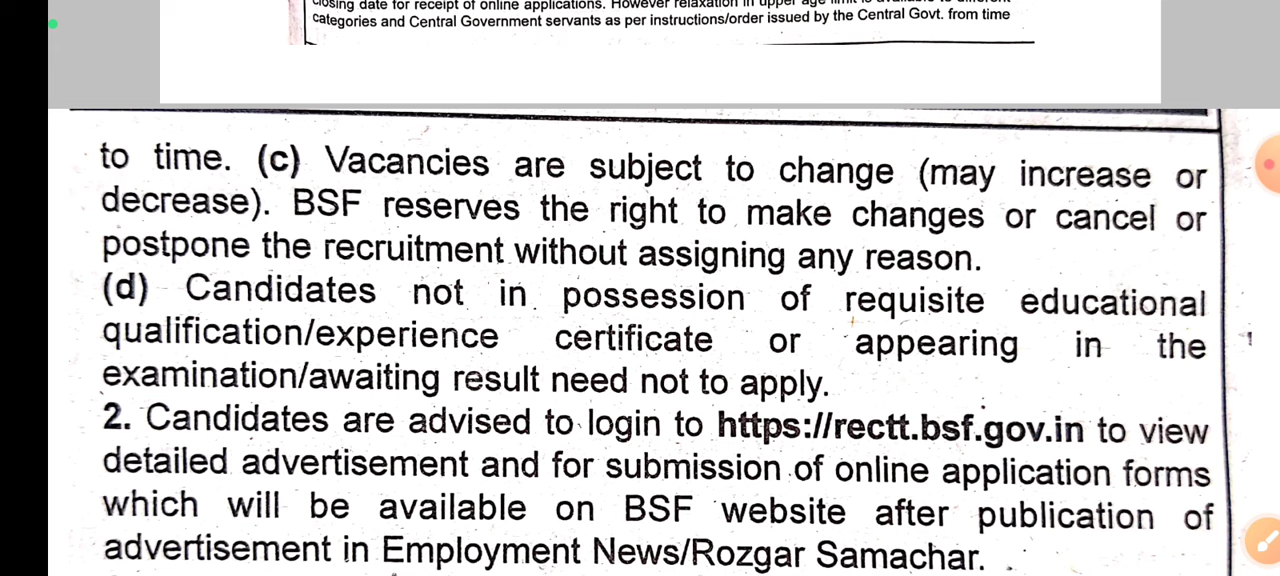 closing date for receipt of online applications. However relaxation in upper age limit is available to different
categories and Central Government servants as per instructions/order issued by the Central Govt. from time
to time. (c) Vacancies are subject to change (may increase or
decrease). BSF reserves the right to make changes or cancel or
postpone the recruitment without assigning any reason.
(d) Candidates not in possession of requisite educational
qualification/experience certificate or appearing in the
examination/awaiting result need not to apply.
2. Candidates are advised to login to https://rectt.bsf.gov.in to view
detailed advertisement and for submission of online application forms
which will be available on BSF website after publication of
advertisement in Employment News/Rozgar Samachar.